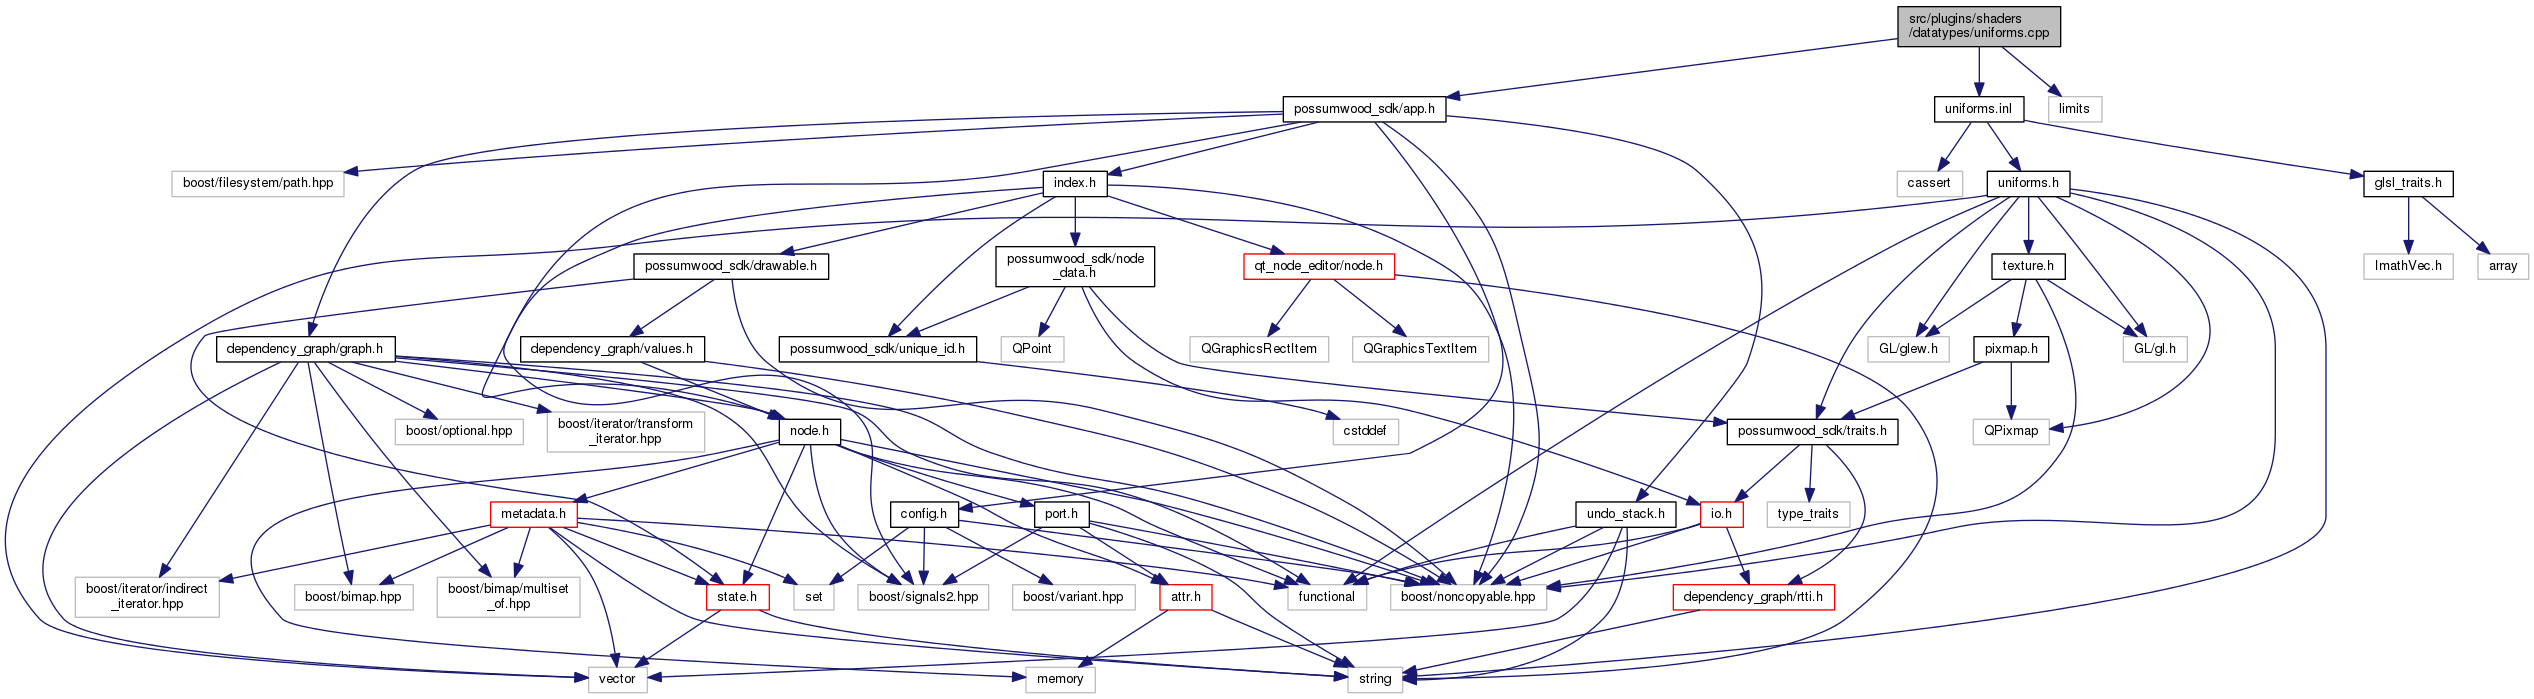 src/plugins/shaders
/datatypes/uniforms.cpp
possumwood_sdk/app.h
uniforms.inl
limits
boost/filesystem/path.hpp
index.h
cassert
uniforms.h
glsl_traits.h
possumwood_sdk/drawable.h
possumwood_sdk/node
_data.h
qt_node_editor/node.h
texture.h
ImathVec.h
array
dependency_graph/graph.h
dependency_graph/values.h
possumwood_sdk/unique_id.h
QPoint
QGraphicsRectItem
QGraphicsTextItem
GL/glew.h
pixmap.h
GL/gl.h
boost/optional.hpp
boost/iterator/transform
_iterator.hpp
node.h
cstddef
possumwood_sdk/traits.h
QPixmap
metadata.h
config.h
port.h
undo_stack.h
io.h
type_traits
boost/iterator/indirect
_iterator.hpp
boost/bimap.hpp
boost/bimap/multiset
_of.hpp
state.h
set
boost/signals2.hpp
boost/variant.hpp
attr.h
functional
boost/noncopyable.hpp
dependency_graph/rtti.h
vector
memory
string